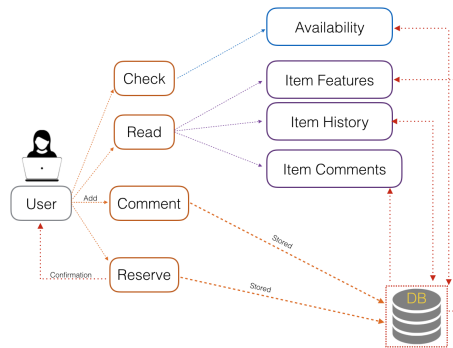 Availability
Check
Item Features
Read
Item History
Item Comments
User
Add
Comment
Stored
Confirmation
Reserve
Stored
DB